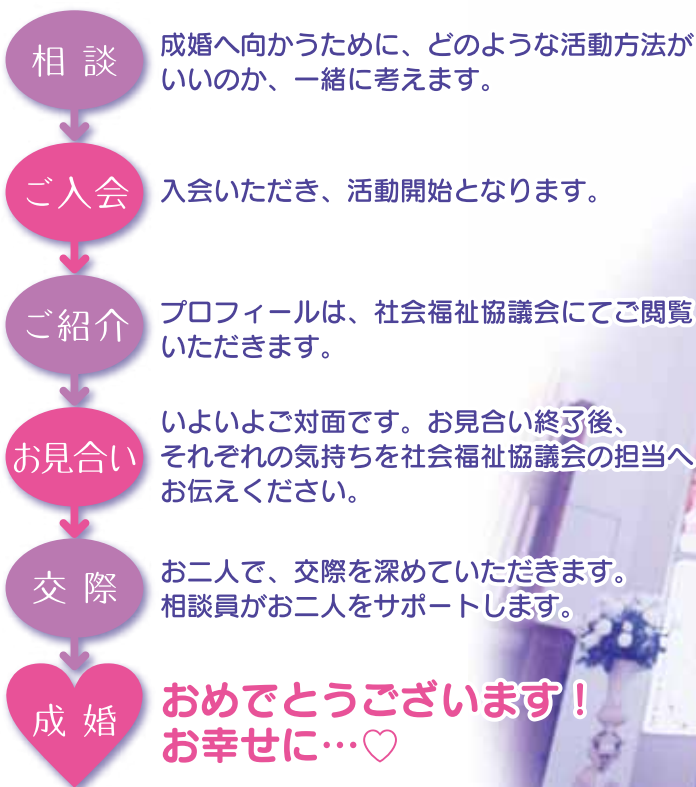 相談
成婚へ向かうために、どのような活動方法が
いいのか、一緒に考えます。
ご入会
入会いただき、活動開始となります。
ご紹介
プロフィールは、社会福祉協議会にてご閲覧
いただきます。
お見合い
いよいよご対面です。お見合い終了後、
それぞれの気持ちを社会福祉協議会の担当へ
お伝えください。
交際
お二人で、交際を深めていただきます。
相談員がお二人をサポートします。
成婚
おめでとうございます！
お幸せに…♡